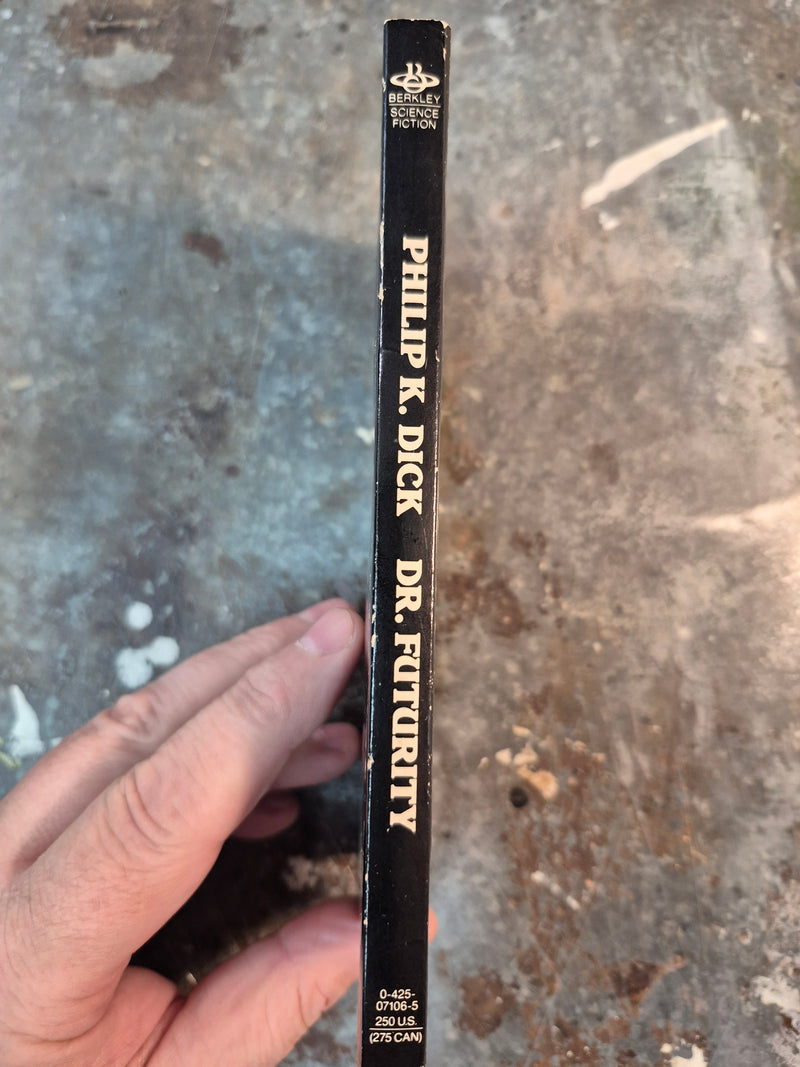 BERKLEY
SCIENCE
FICTION
PHILIP K. DICK DR. FUTURITY
0-425-
07106-5
250 U.S.
(275 CAN)